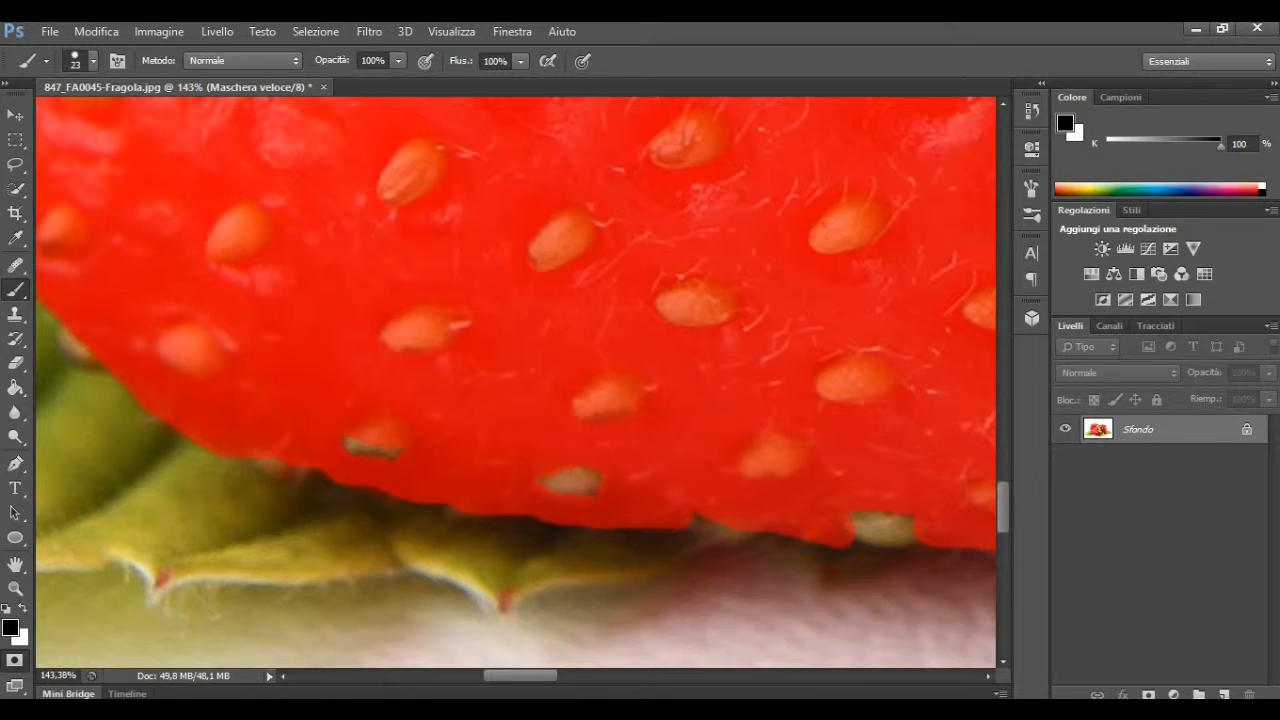 Ps File Modifica Immagine Livello Testo Selezione Filtro 3D Visualizza Finestra Aiuto
23 Metodo: Normale Opacità: 100% Flus.: 100% Essenziali
847_FA0045-Fragola.jpg @ 143% (Maschera veloce/8) * ×
Colore Campioni
K 100 %
Regolazioni Stili
Aggiungi una regolazione
Livelli Canali Tracciati
Tipo
Normale Opacità: 100%
Bloc.: Riemp.: 100%
Sfondo
143,38% Doc: 49,8 MB/48,1 MB
Mini Bridge Timeline